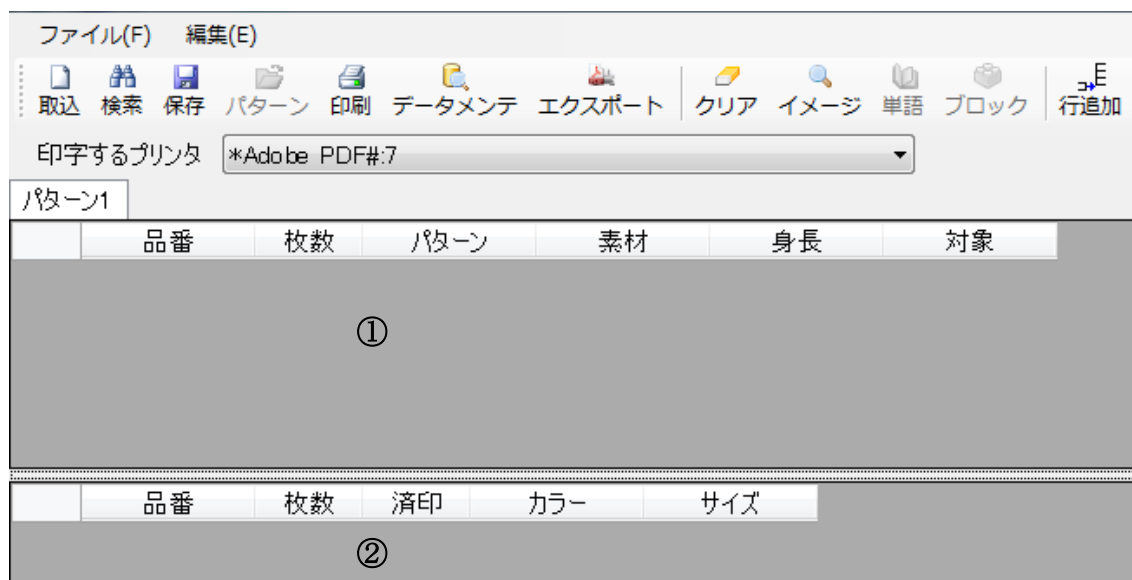 ファイル(F) 編集(E)
取込 検索 保存 パターン 印刷 データメンテ エクスポート クリア イメージ 単語 ブロック 行追加
印字するプリンタ *Adobe PDF#:7
パターン1
品番 枚数 パターン 素材 身長 対象
①
品番 枚数 済印 カラー サイズ
②